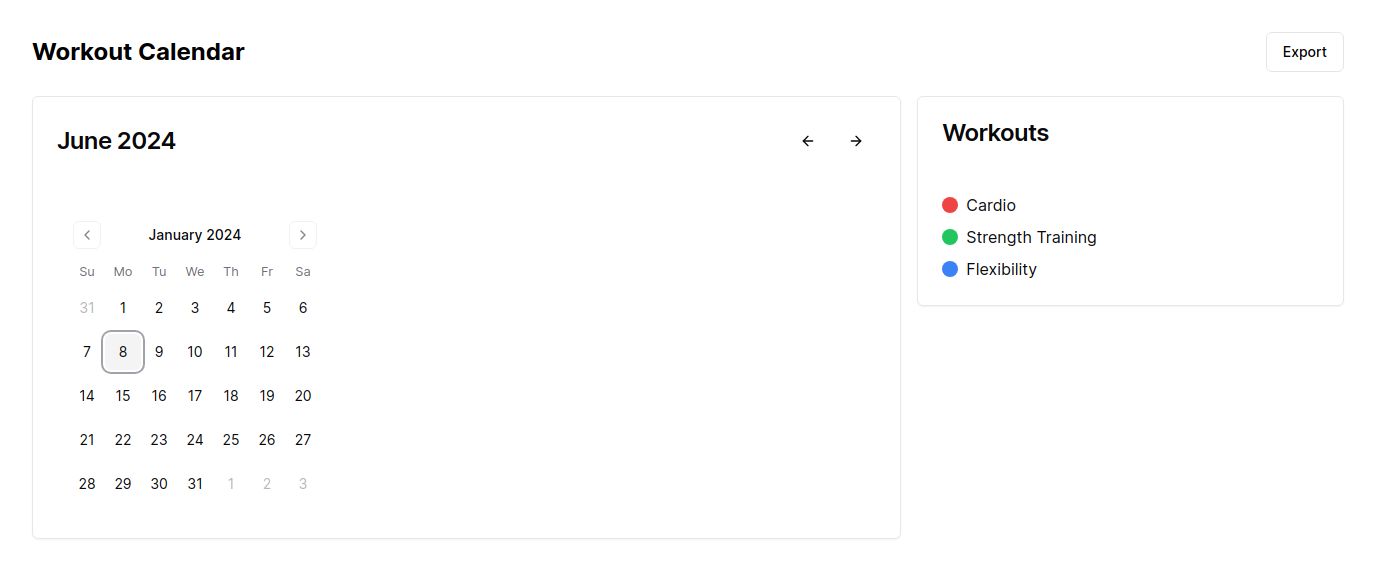 Workout Calendar
Export
June 2024
January 2024
Su Mo Tu We Th Fr Sa
31 1 2 3 4 5 6
7 8 9 10 11 12 13
14 15 16 17 18 19 20
21 22 23 24 25 26 27
28 29 30 31 1 2 3
Workouts
Cardio
Strength Training
Flexibility